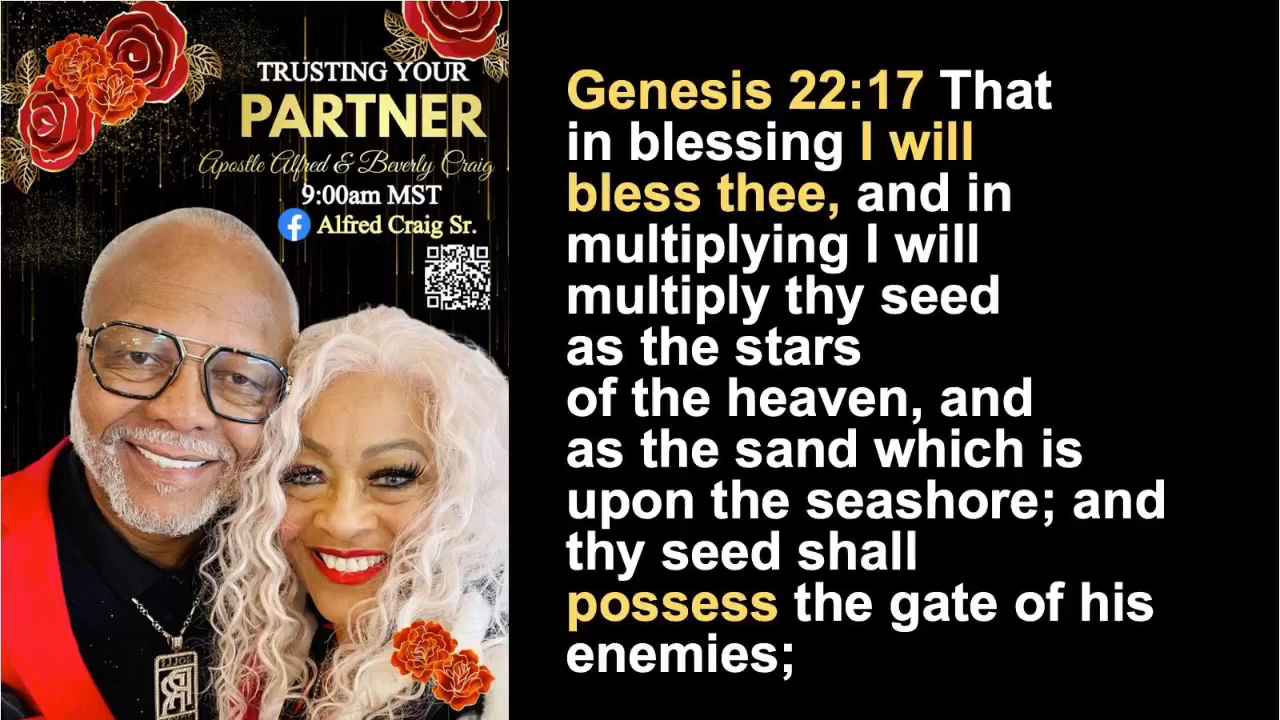 TRUSTING YOUR
PARTNER
Apostle Alfred & Beverly Craig
9:00am MST
Alfred Craig Sr.
Genesis 22:17 That
in blessing I will
bless thee, and in
multiplying I will
multiply thy seed
as the stars
of the heaven, and
as the sand which is
upon the seashore; and
thy seed shall
possess the gate of his
enemies;